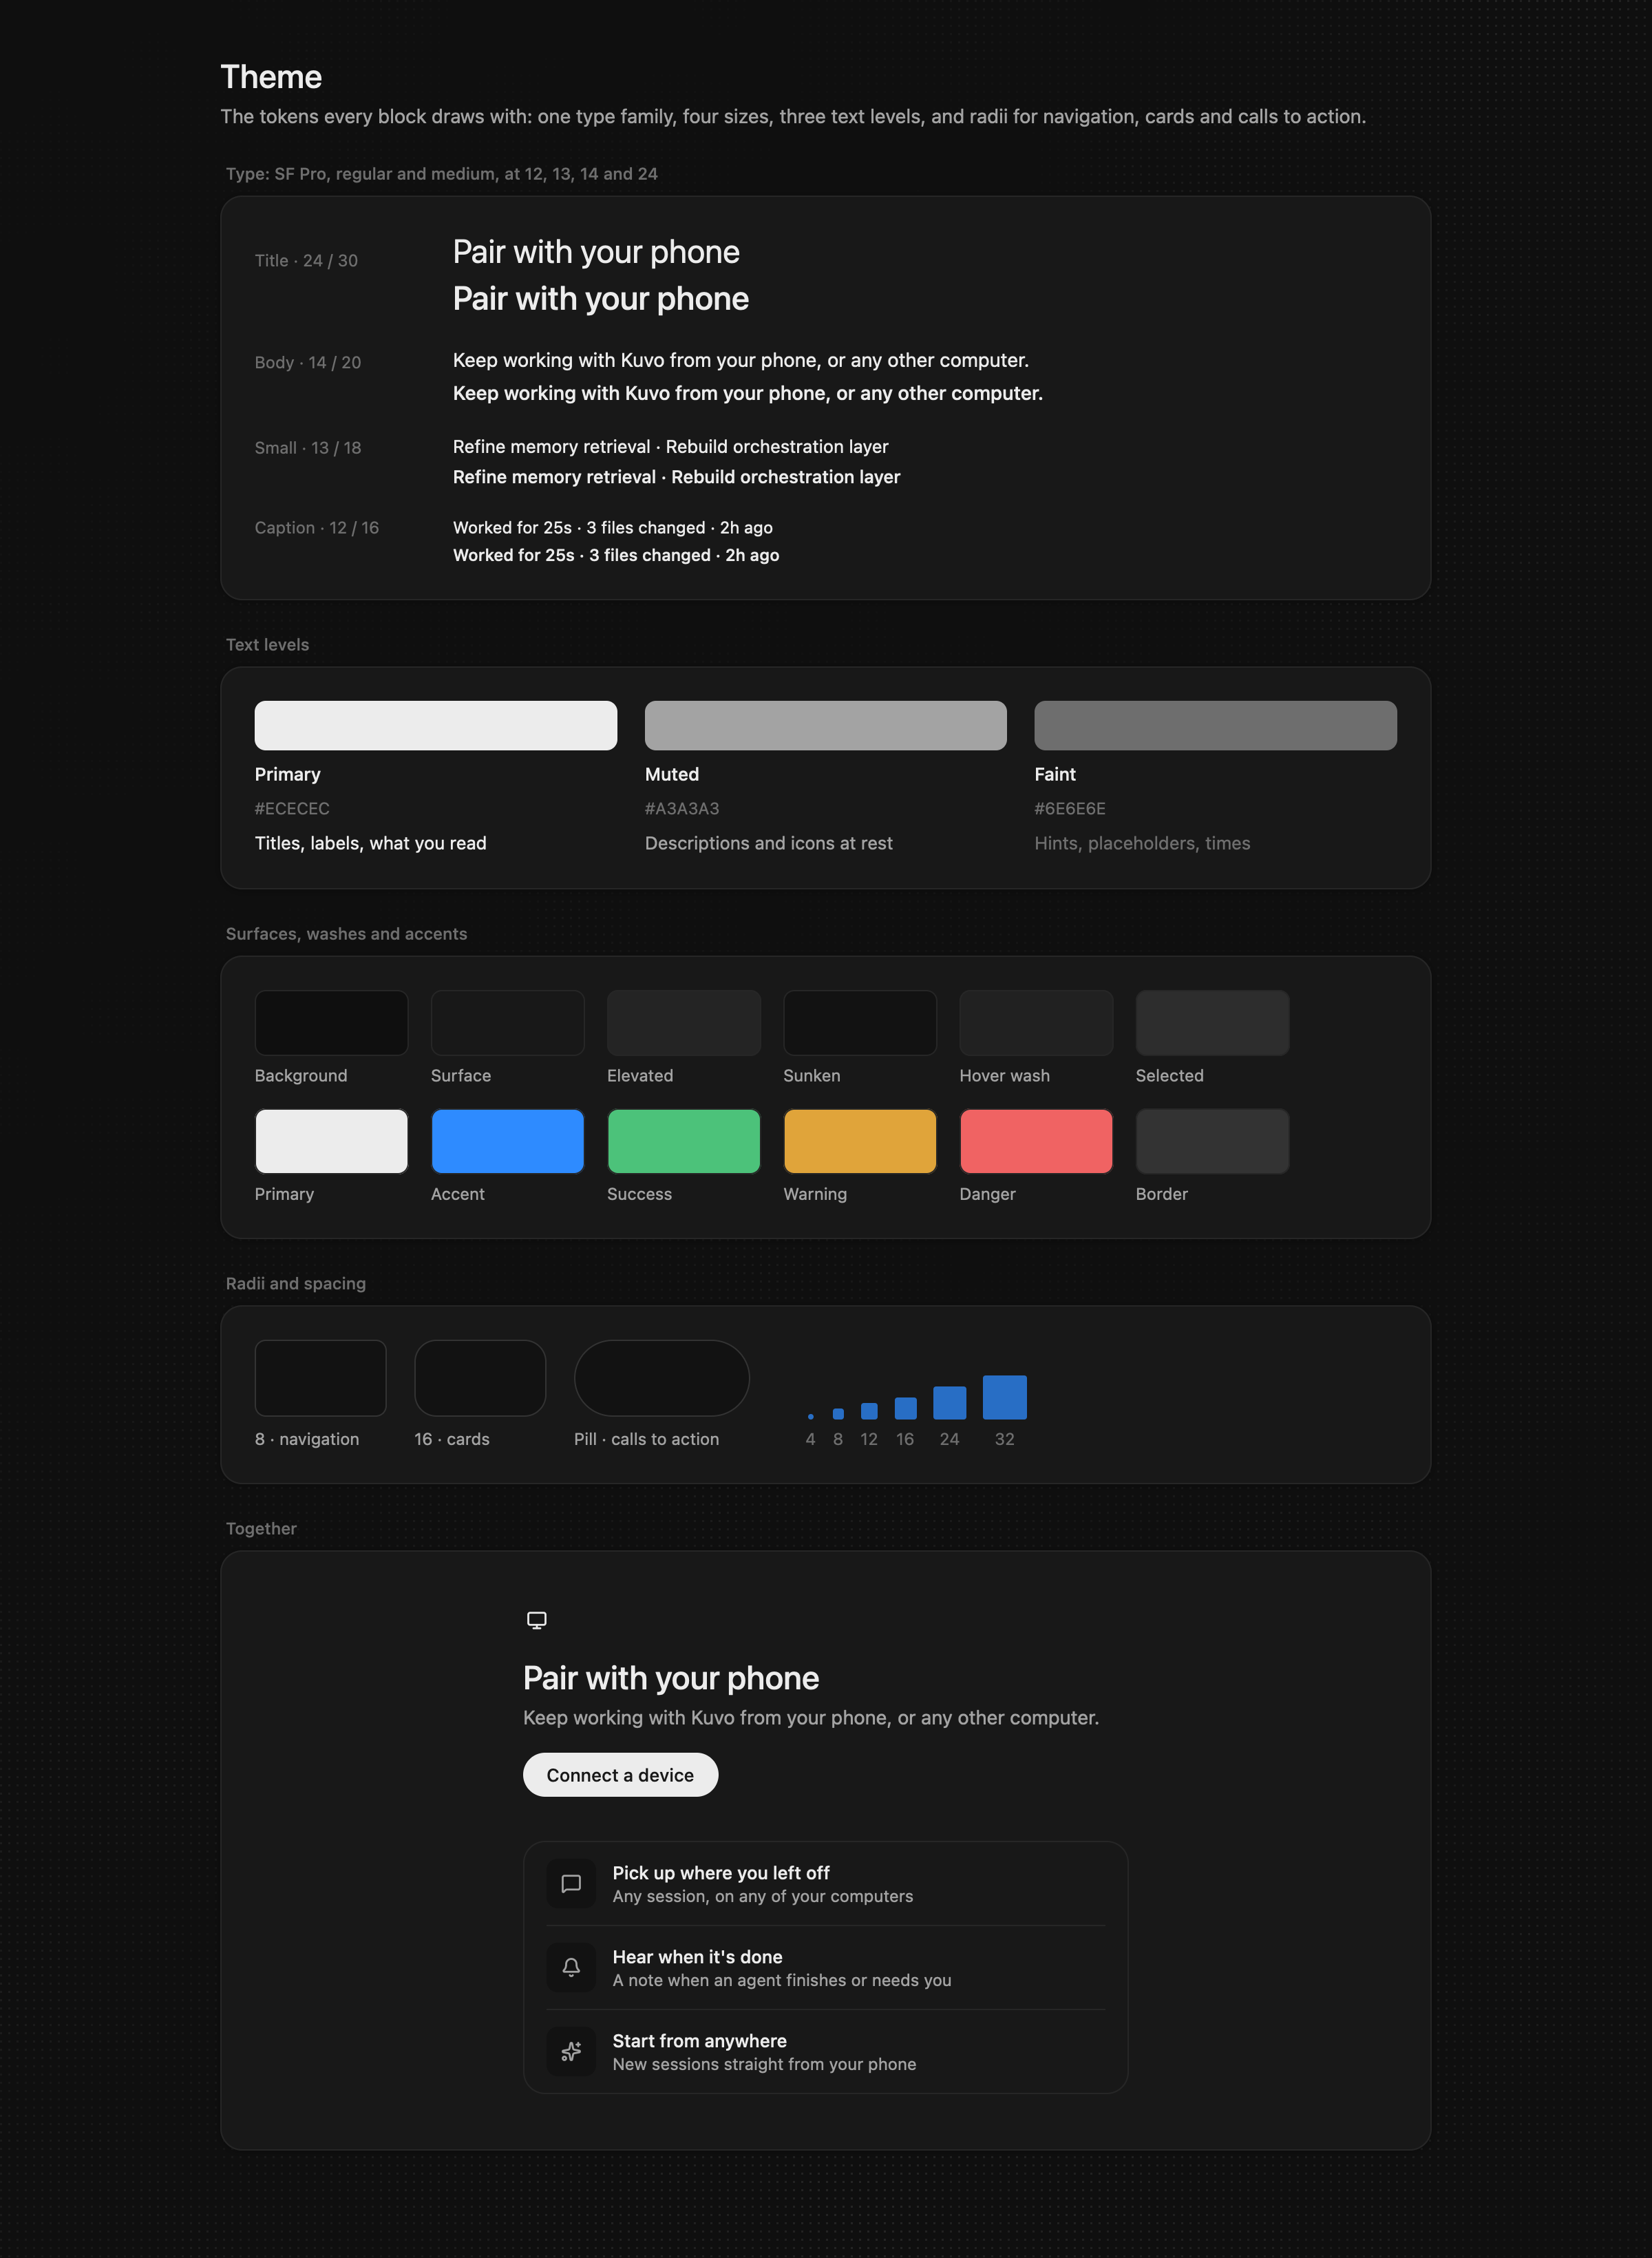 Theme
The tokens every block draws with: one type family, four sizes, three text levels, and radii for navigation, cards and calls to action.
Type: SF Pro, regular and medium, at 12, 13, 14 and 24
Title · 24 / 30
Pair with your phone
Pair with your phone
Body · 14 / 20
Keep working with Kuvo from your phone, or any other computer.
Keep working with Kuvo from your phone, or any other computer.
Small · 13 / 18
Refine memory retrieval · Rebuild orchestration layer
Refine memory retrieval · Rebuild orchestration layer
Caption · 12 / 16
Worked for 25s · 3 files changed · 2h ago
Worked for 25s · 3 files changed · 2h ago
Text levels
Primary
#ECECEC
Titles, labels, what you read
Muted
#A3A3A3
Descriptions and icons at rest
Faint
#6E6E6E
Hints, placeholders, times
Surfaces, washes and accents
Background
Surface
Elevated
Sunken
Hover wash
Selected
Primary
Accent
Success
Warning
Danger
Border
Radii and spacing
8 · navigation
16 · cards
Pill · calls to action
4
8
12
16
24
32
Together
Pair with your phone
Keep working with Kuvo from your phone, or any other computer.
Connect a device
Pick up where you left off
Any session, on any of your computers
Hear when it's done
A note when an agent finishes or needs you
Start from anywhere
New sessions straight from your phone